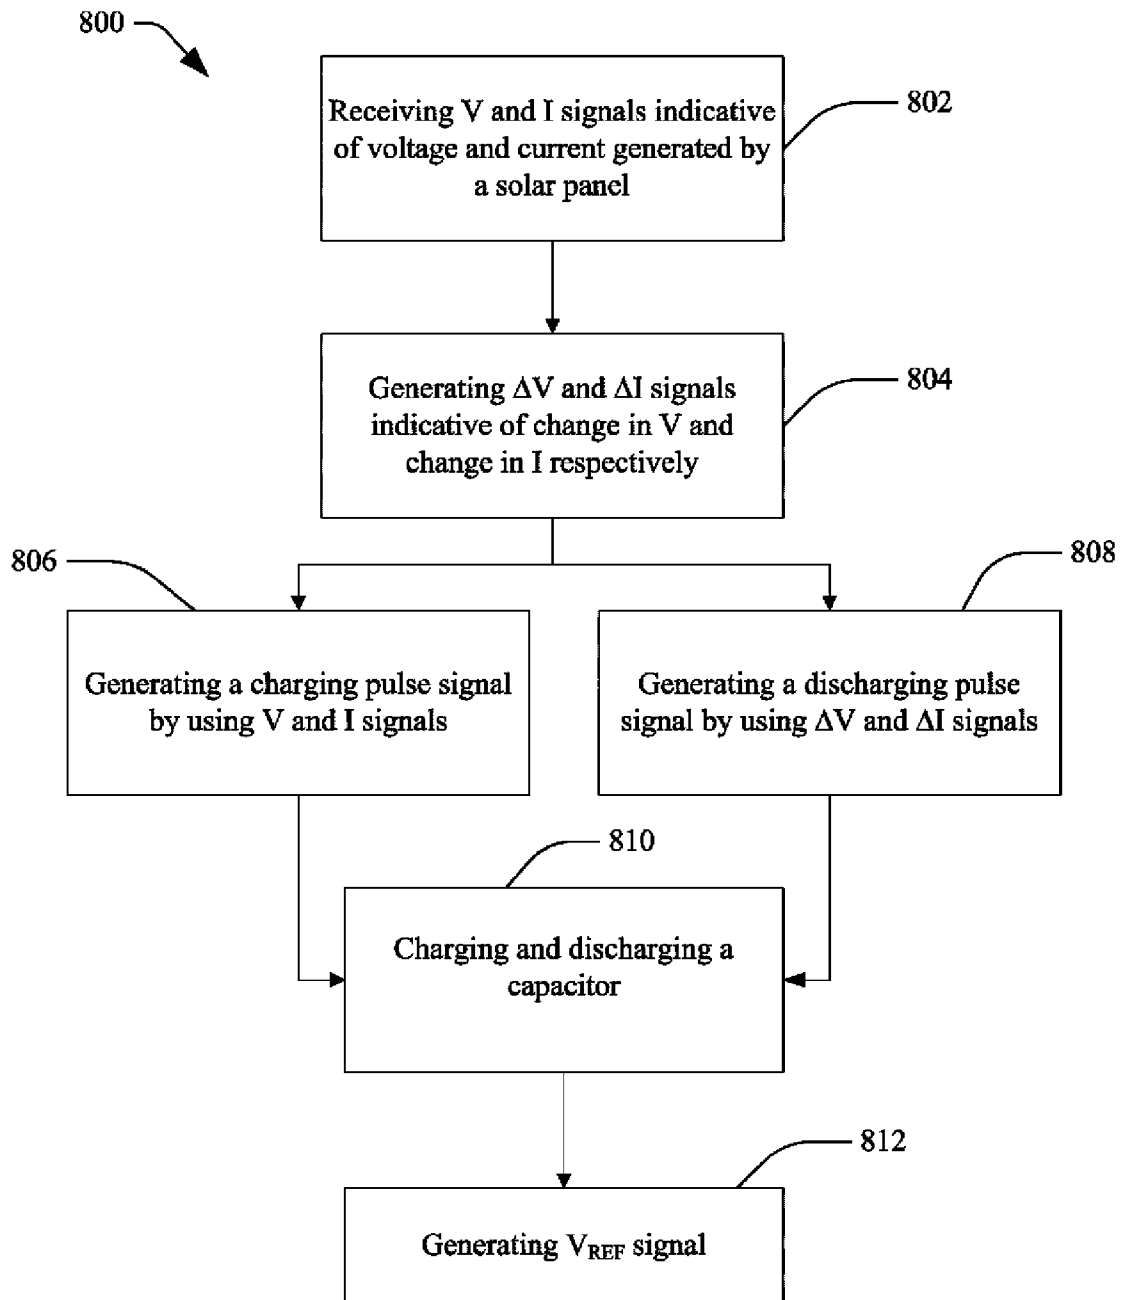 800
Receiving V and I signals indicative
of voltage and current generated by
a solar panel
802
Generating ΔV and ΔI signals
indicative of change in V and
change in I respectively
804
806
808
Generating a charging pulse signal
by using V and I signals
Generating a discharging pulse
signal by using ΔV and ΔI signals
810
Charging and discharging a
capacitor
812
Generating VREF signal